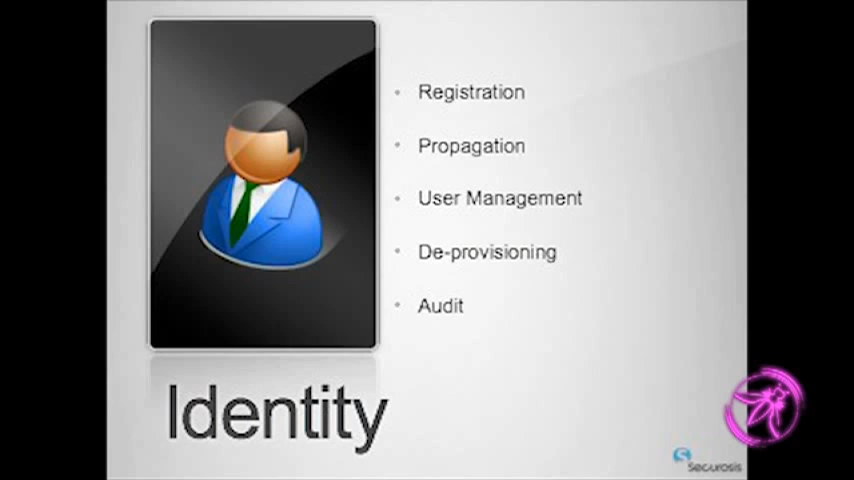 Registration
Propagation
User Management
De-provisioning
Audit
Identity
Securosis